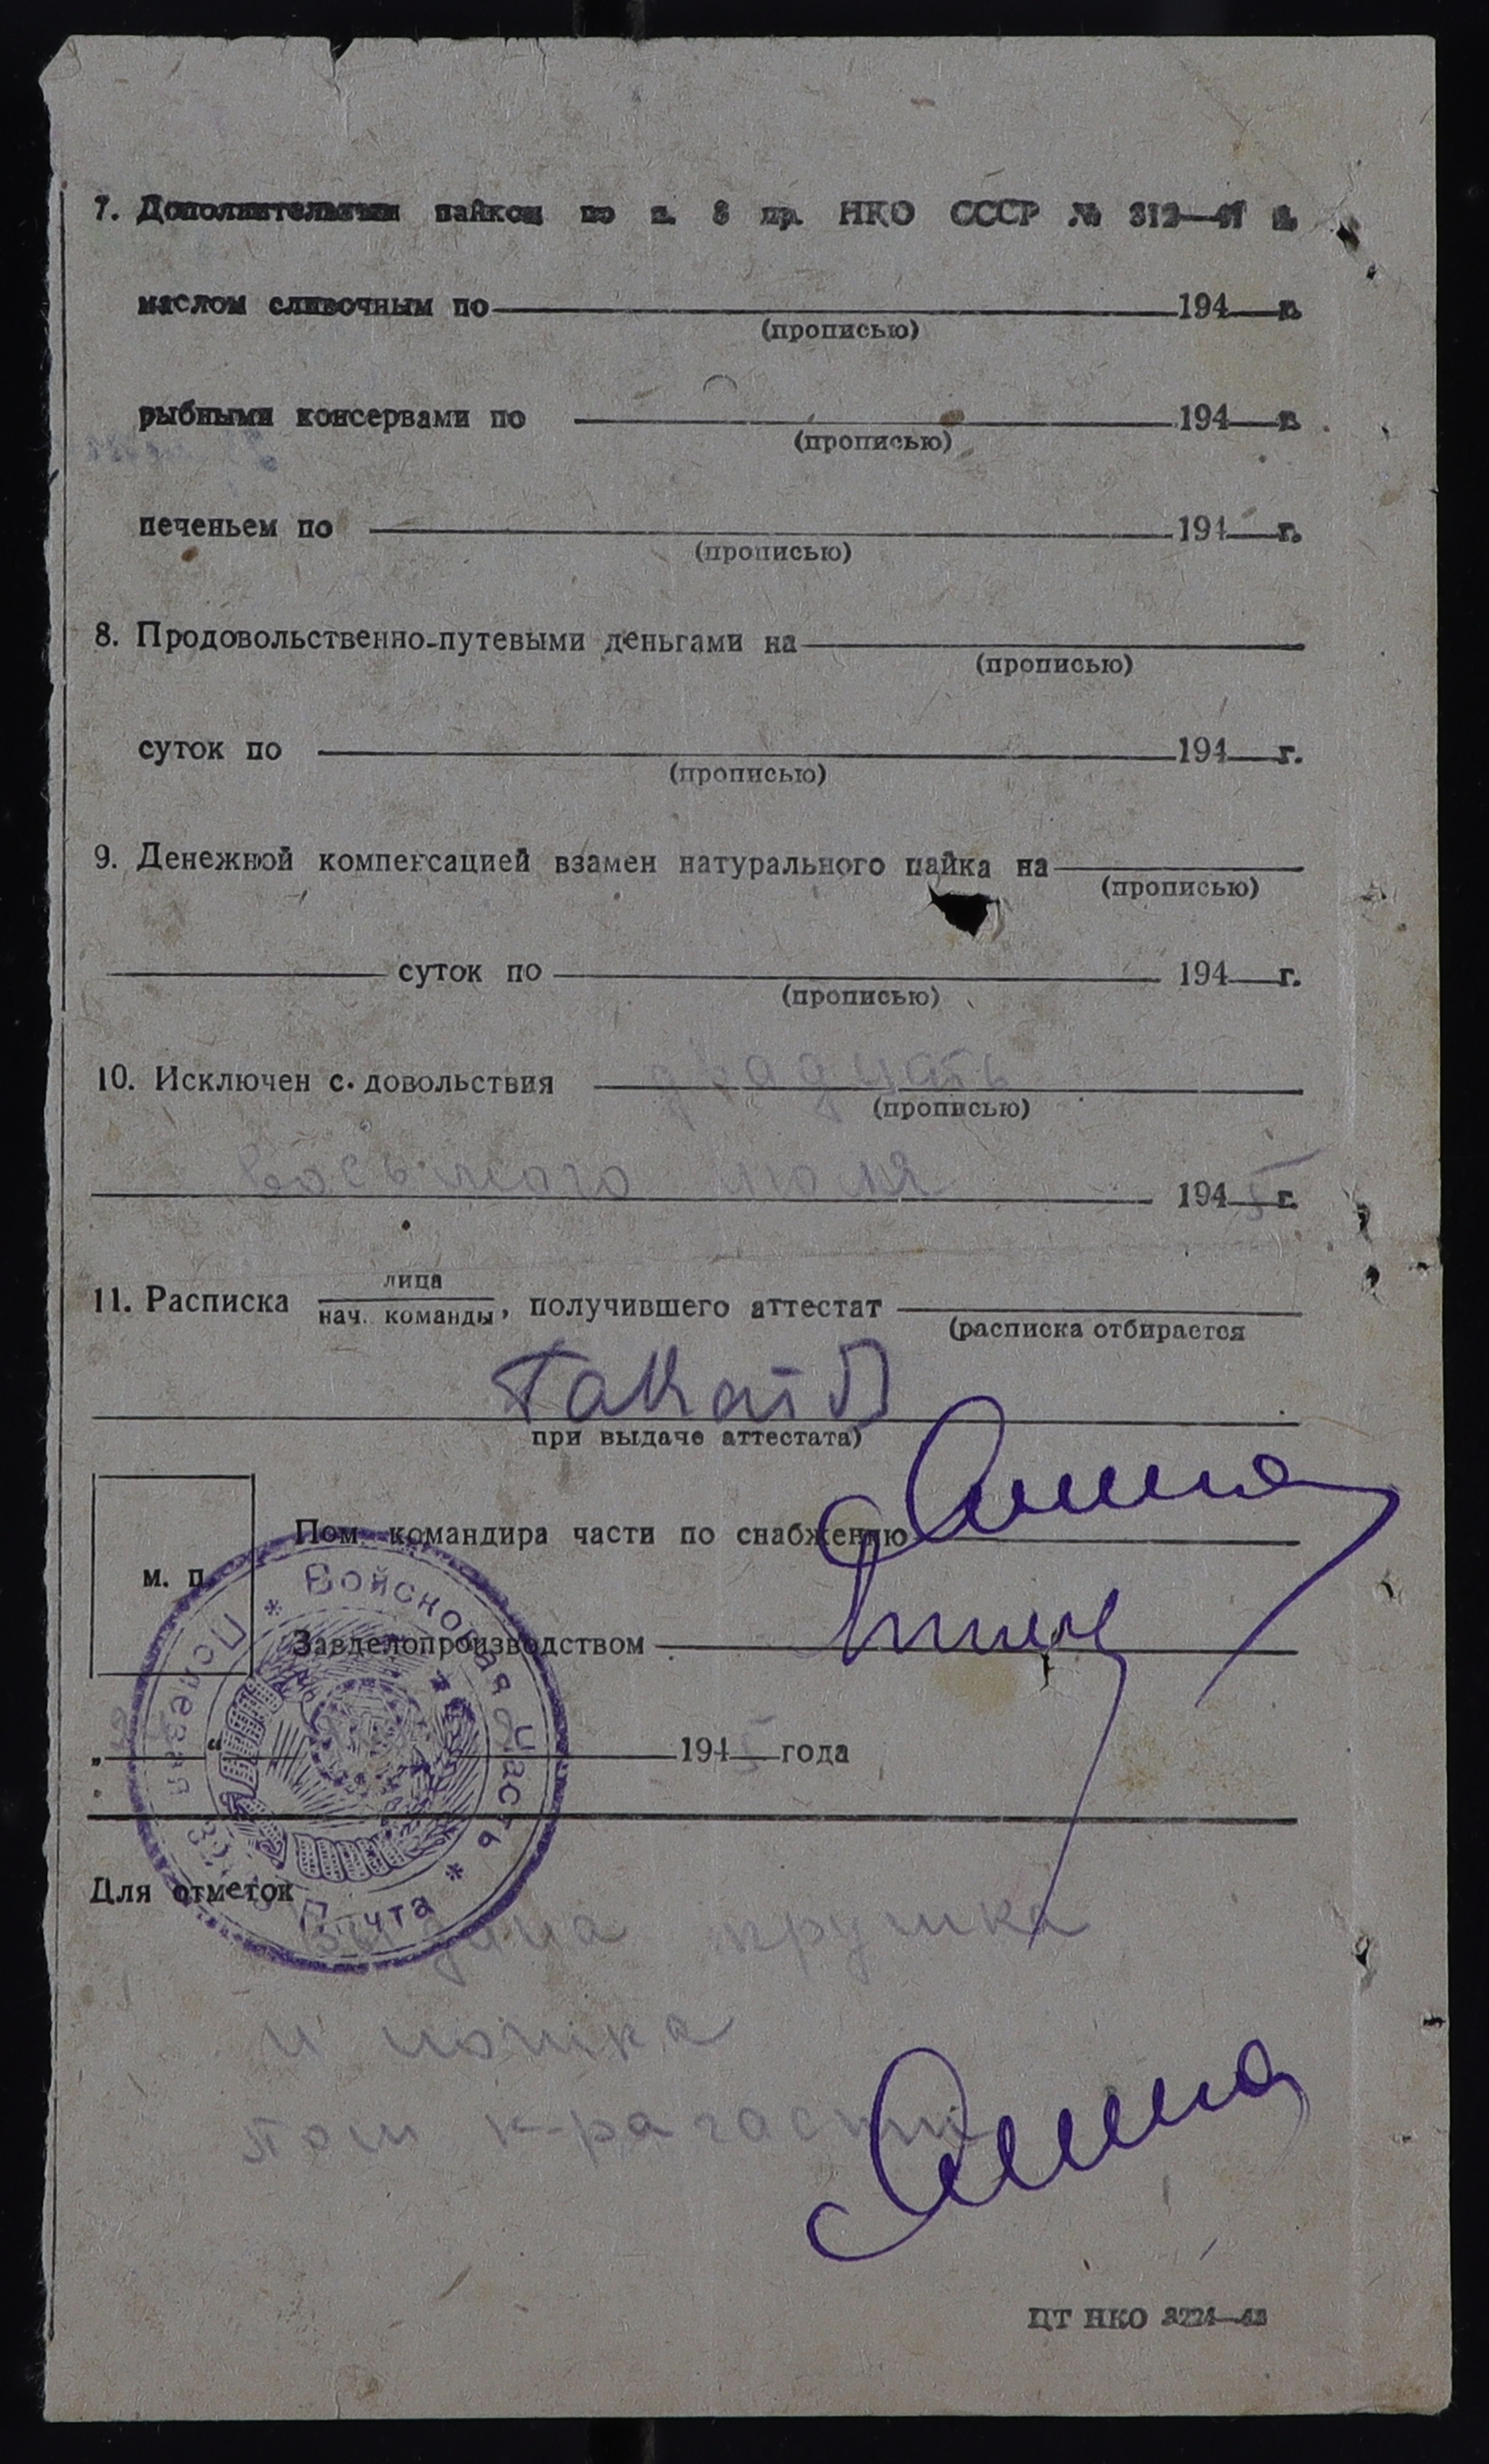 7. Дополнительным пайком по п. 3 пр. НКО СССР № 312—41 г.
маслом сливочным по 194 г.
(прописью)
рыбными консервами по 194 г.
(прописью)
печеньем по 194 г.
(прописью)
8. Продовольственно-путевыми деньгами на
(прописью)
суток по 194 г.
(прописью)
9. Денежной компенсацией взамен натурального пайка на
(прописью)
суток по 194 г.
(прописью)
10. Исключен с довольствия двадцать
(прописью)
восьмого июля 1945 г.
лица
11. Расписка нач. команды, получившего аттестат
(расписка отбирается
при выдаче аттестата)
Пом. командира части по снабжению
м. п.
Завделопроизводством
Войсковая часть * Полевая почта *
„ “ 1945 года
Для отметок
Выдана кружка
и ложка
пом к-ра части
ЦТ НКО